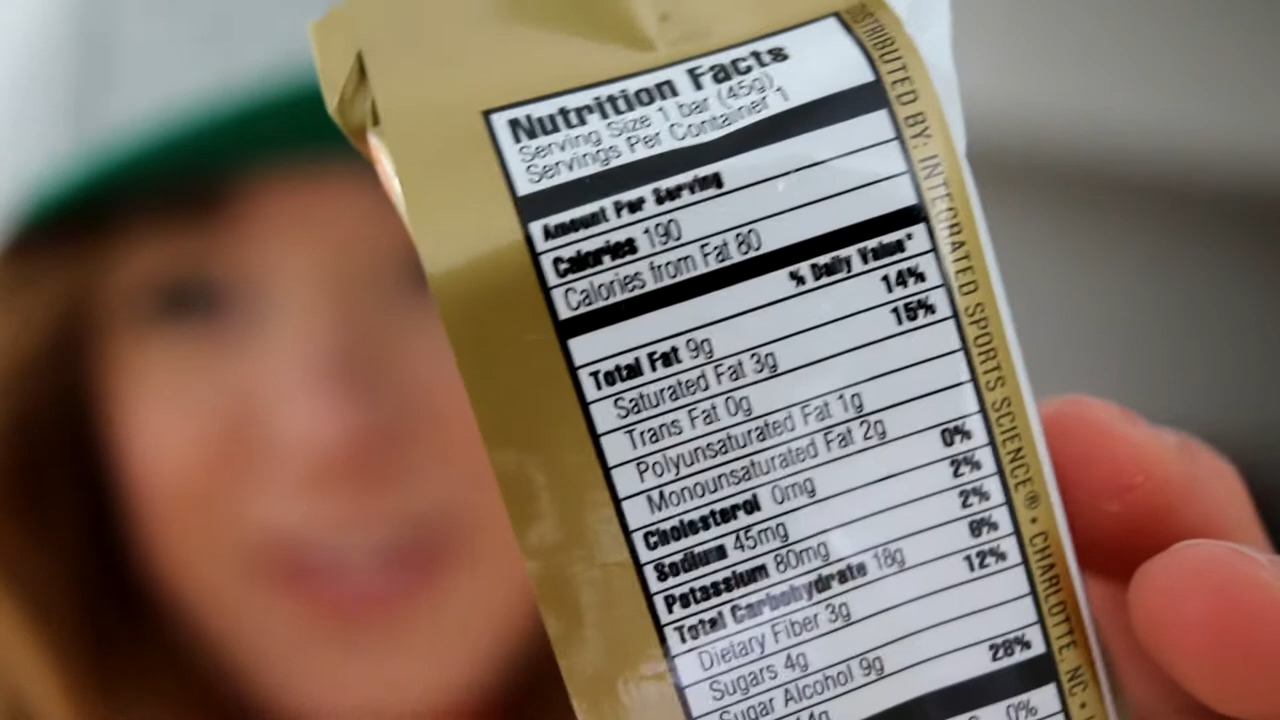 Nutrition Facts
Serving Size 1 bar (45g)
Servings Per Container 1
Amount Per Serving
Calories 190
Calories from Fat 80
% Daily Value*
Total Fat 9g 14%
Saturated Fat 3g 15%
Trans Fat 0g
Polyunsaturated Fat 1g
Monounsaturated Fat 2g
Cholesterol 0mg 0%
Sodium 45mg 2%
Potassium 80mg 2%
Total Carbohydrate 18g 6%
Dietary Fiber 3g 12%
Sugars 4g
Sugar Alcohol 9g
28%
0%
DISTRIBUTED BY: INTEGRATED SPORTS SCIENCE® • CHARLOTTE, NC •